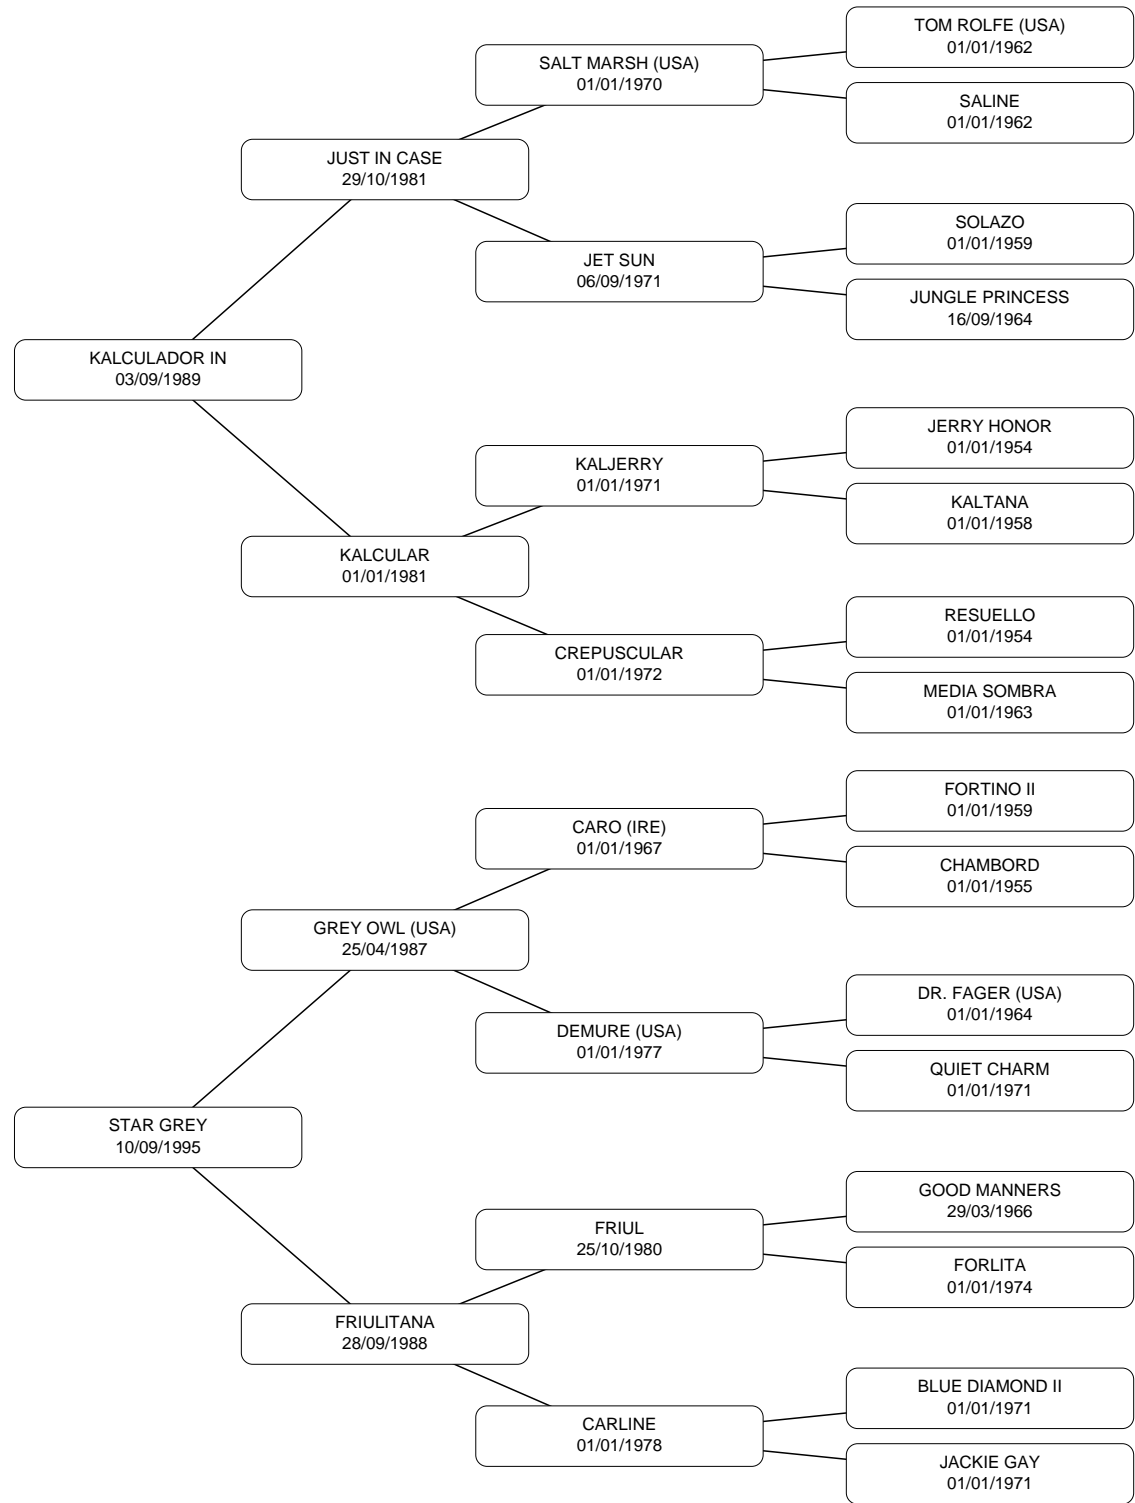 TOM ROLFE (USA)
01/01/1962
SALT MARSH (USA)
01/01/1970
SALINE
01/01/1962
JUST IN CASE
29/10/1981
SOLAZO
01/01/1959
JET SUN
06/09/1971
JUNGLE PRINCESS
16/09/1964
KALCULADOR IN
03/09/1989
JERRY HONOR
01/01/1954
KALJERRY
01/01/1971
KALTANA
01/01/1958
KALCULAR
01/01/1981
RESUELLO
01/01/1954
CREPUSCULAR
01/01/1972
MEDIA SOMBRA
01/01/1963
FORTINO II
01/01/1959
CARO (IRE)
01/01/1967
CHAMBORD
01/01/1955
GREY OWL (USA)
25/04/1987
DR. FAGER (USA)
01/01/1964
DEMURE (USA)
01/01/1977
QUIET CHARM
01/01/1971
STAR GREY
10/09/1995
GOOD MANNERS
29/03/1966
FRIUL
25/10/1980
FORLITA
01/01/1974
FRIULITANA
28/09/1988
BLUE DIAMOND II
01/01/1971
CARLINE
01/01/1978
JACKIE GAY
01/01/1971